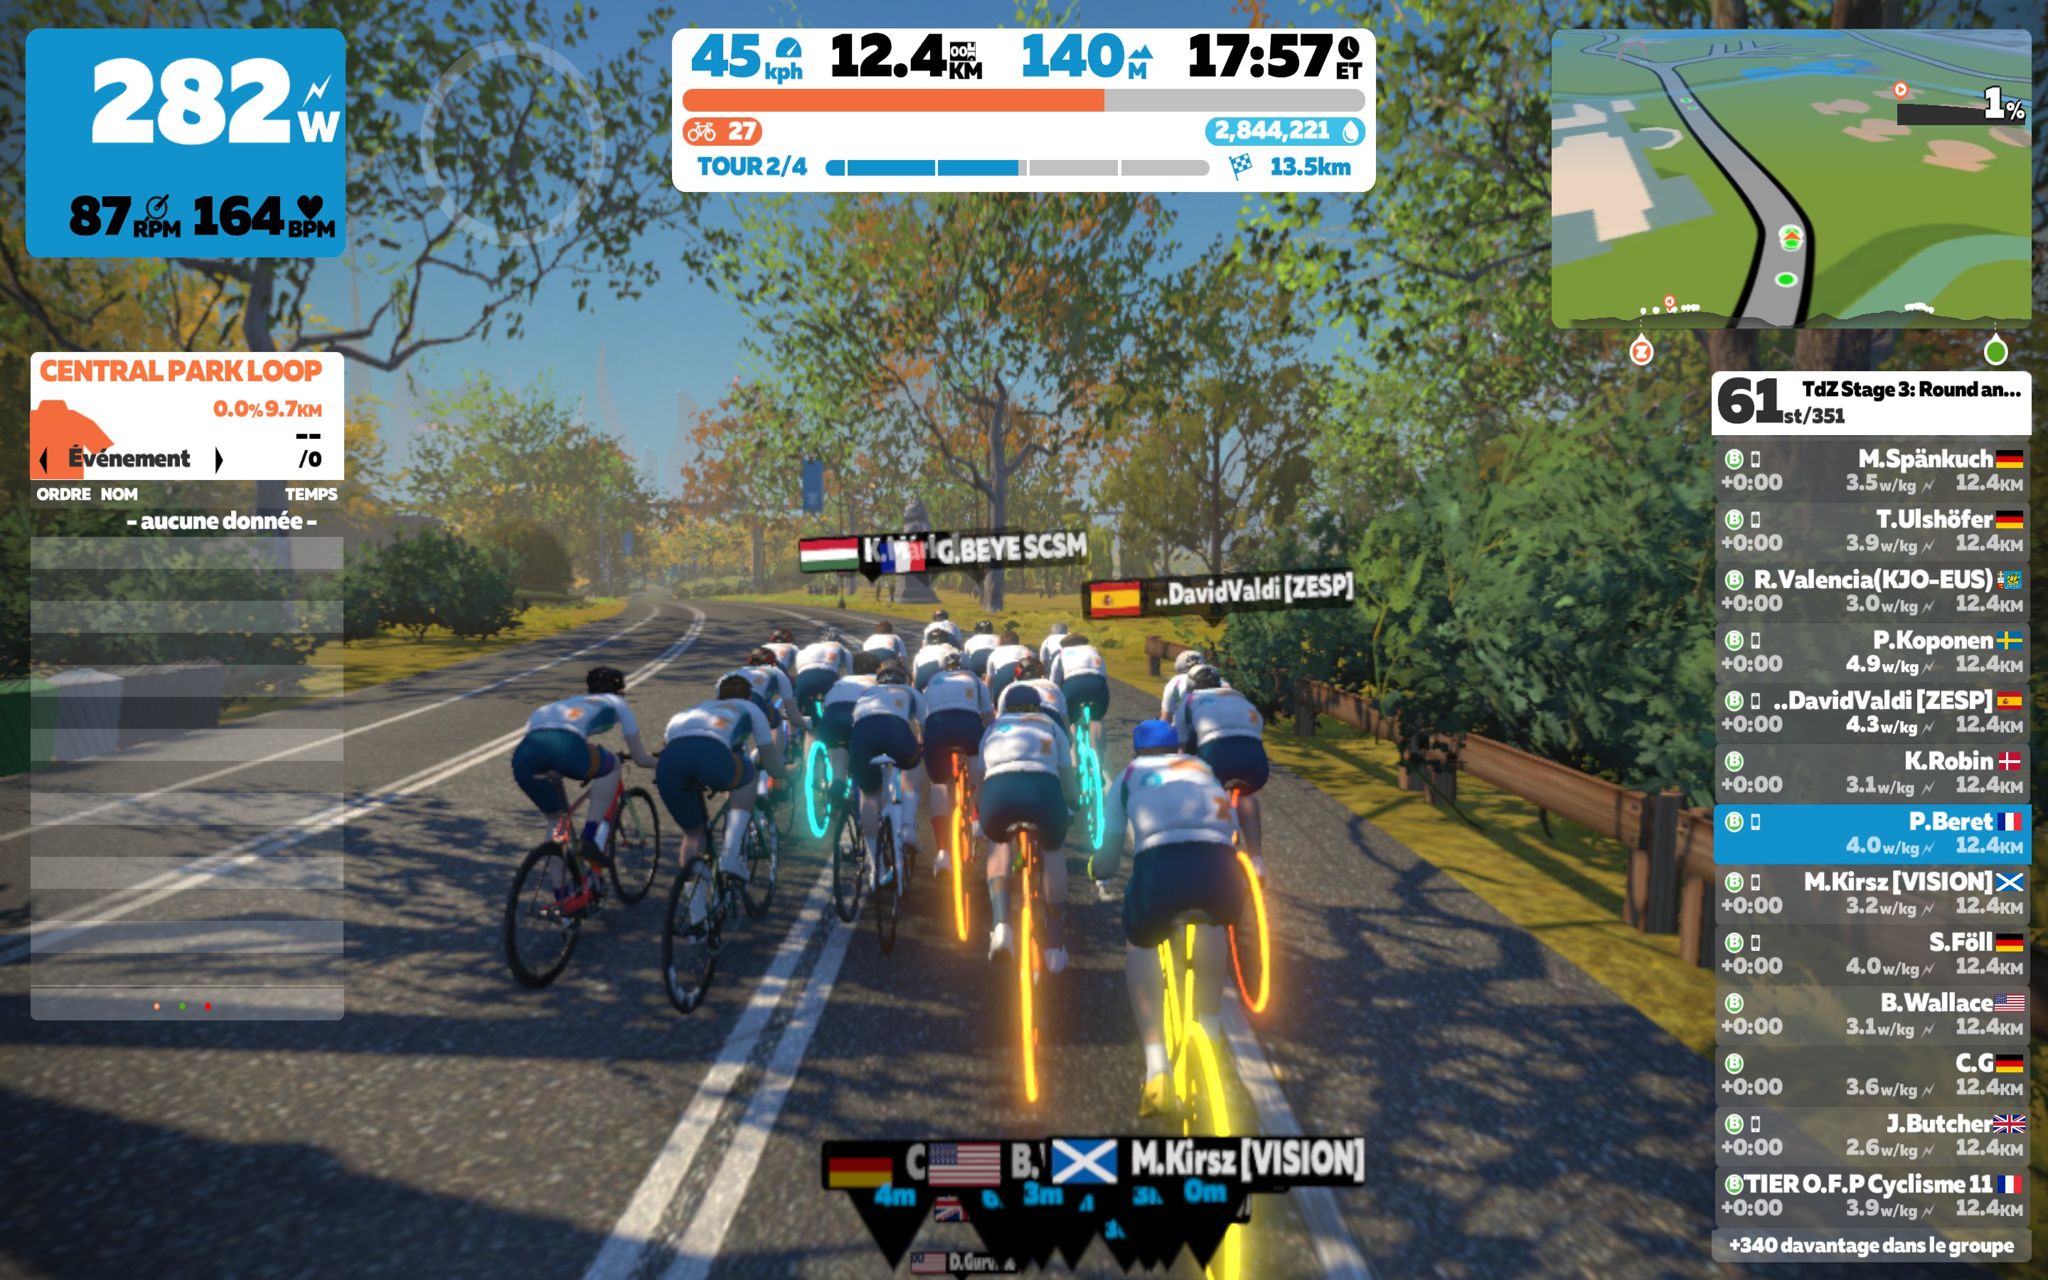 282 W
87 RPM 164 BPM
45 kph 12.4 KM 140 M 17:57 ET
27
2,844,221
TOUR 2/4
13.5km
1%
CENTRAL PARK LOOP
0.0% 9.7KM
--
Événement /0
ORDRE NOM TEMPS
- aucune donnée -
G.BEYE SCSM
..DavidValdi [ZESP]
61st/351 TdZ Stage 3: Round an...
B M.Spänkuch
+0:00 3.5w/kg 12.4KM
B T.Ulshöfer
+0:00 3.9w/kg 12.4KM
B R.Valencia(KJO-EUS)
+0:00 3.0w/kg 12.4KM
B P.Koponen
+0:00 4.9w/kg 12.4KM
B ..DavidValdi [ZESP]
+0:00 4.3w/kg 12.4KM
B K.Robin
+0:00 3.1w/kg 12.4KM
B P.Beret
4.0w/kg 12.4KM
B M.Kirsz [VISION]
+0:00 3.2w/kg 12.4KM
B S.Föll
+0:00 4.0w/kg 12.4KM
B B.Wallace
+0:00 3.1w/kg 12.4KM
B C.G
+0:00 3.6w/kg 12.4KM
B J.Butcher
+0:00 2.6w/kg 12.4KM
B TIER O.F.P Cyclisme 11
+0:00 3.9w/kg 12.4KM
+340 davantage dans le groupe
C B. M.Kirsz [VISION]
4m 3m 0m